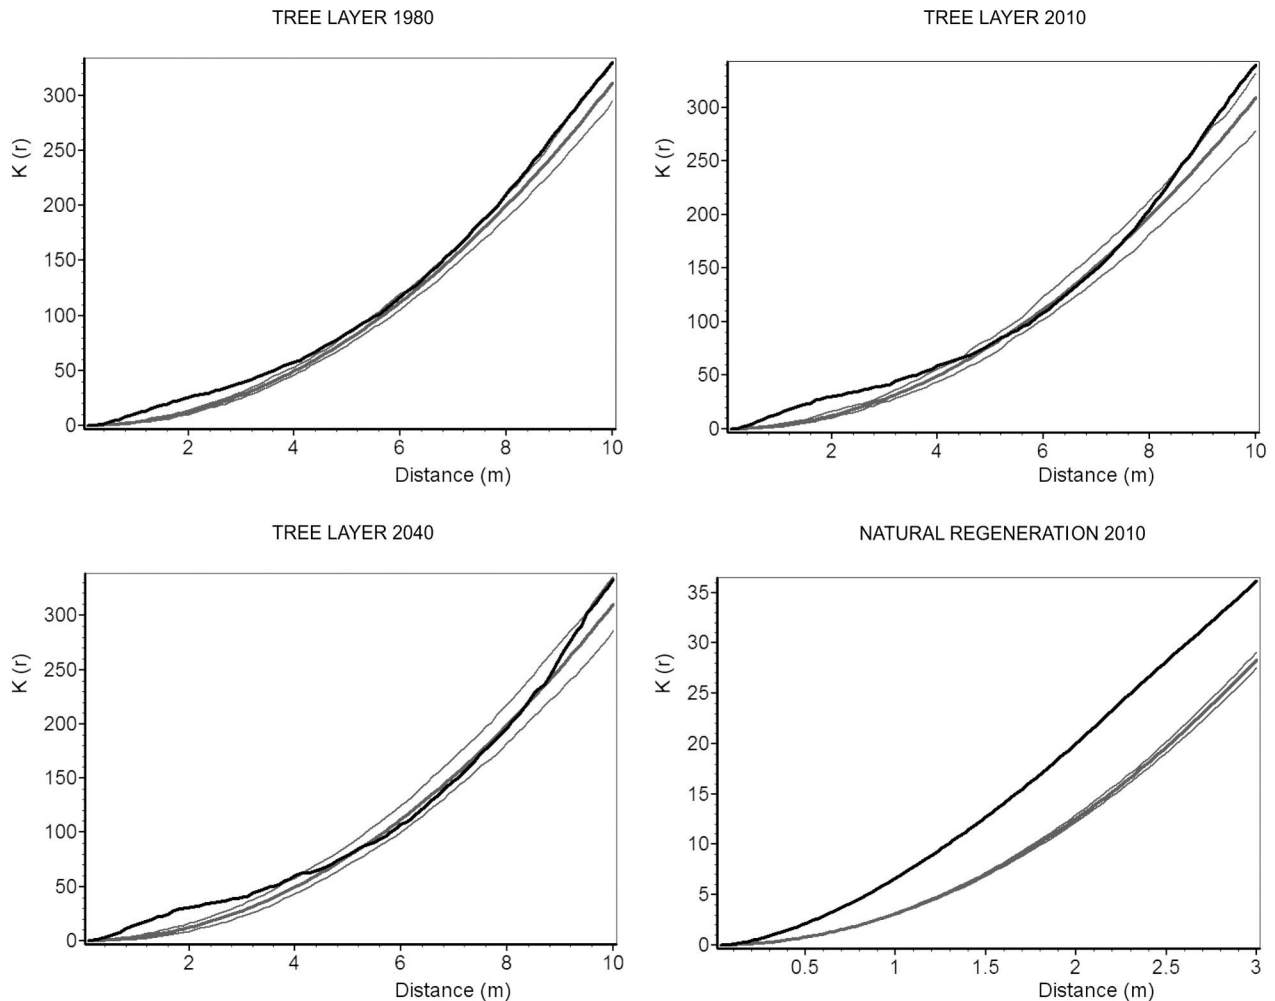 TREE LAYER 1980
K (r)
300
250
200
150
100
50
0
2 4 6 8 10
Distance (m)
TREE LAYER 2010
K (r)
300
250
200
150
100
50
0
2 4 6 8 10
Distance (m)
TREE LAYER 2040
K (r)
300
250
200
150
100
50
0
2 4 6 8 10
Distance (m)
NATURAL REGENERATION 2010
K (r)
35
30
25
20
15
10
5
0
0.5 1 1.5 2 2.5 3
Distance (m)